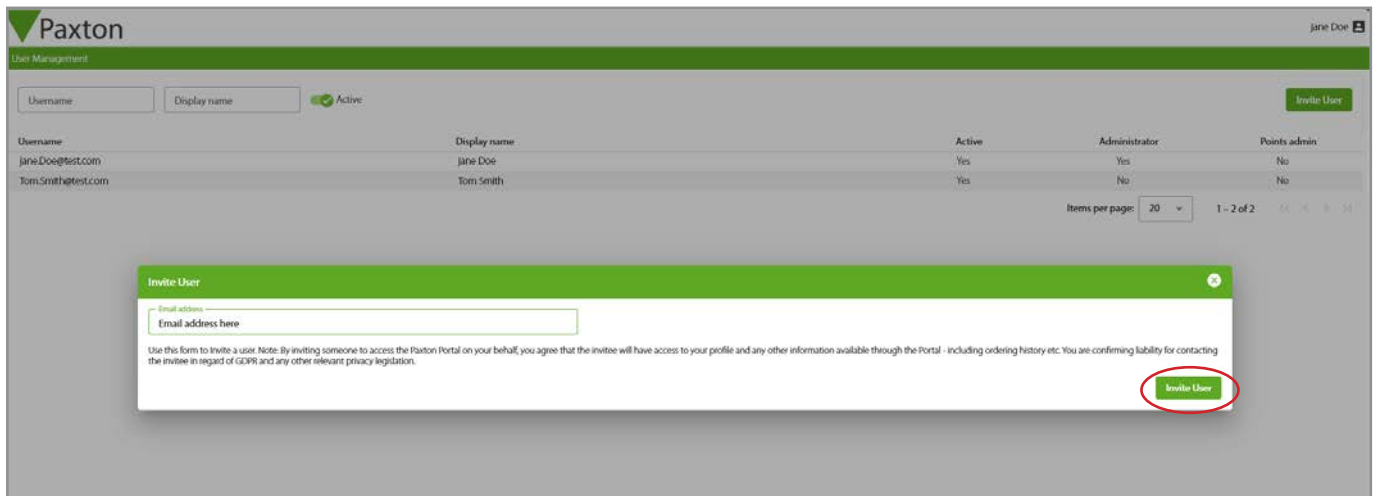 Paxton
Jane Doe
User Management
Username Display name Active Invite User
Username Display name Active Administrator Points admin
Jane.Doe@test.com Jane Doe Yes Yes No
Tom.Smith@test.com Tom Smith Yes No No
Items per page: 20 1 – 2 of 2
Invite User
Email address
Email address here
Use this form to Invite a user. Note: By inviting someone to access the Paxton Portal on your behalf, you agree that the invitee will have access to your profile and any other information available through the Portal - including ordering history etc. You are confirming liability for contacting
the invitee in regard of GDPR and any other relevant privacy legislation.
Invite User